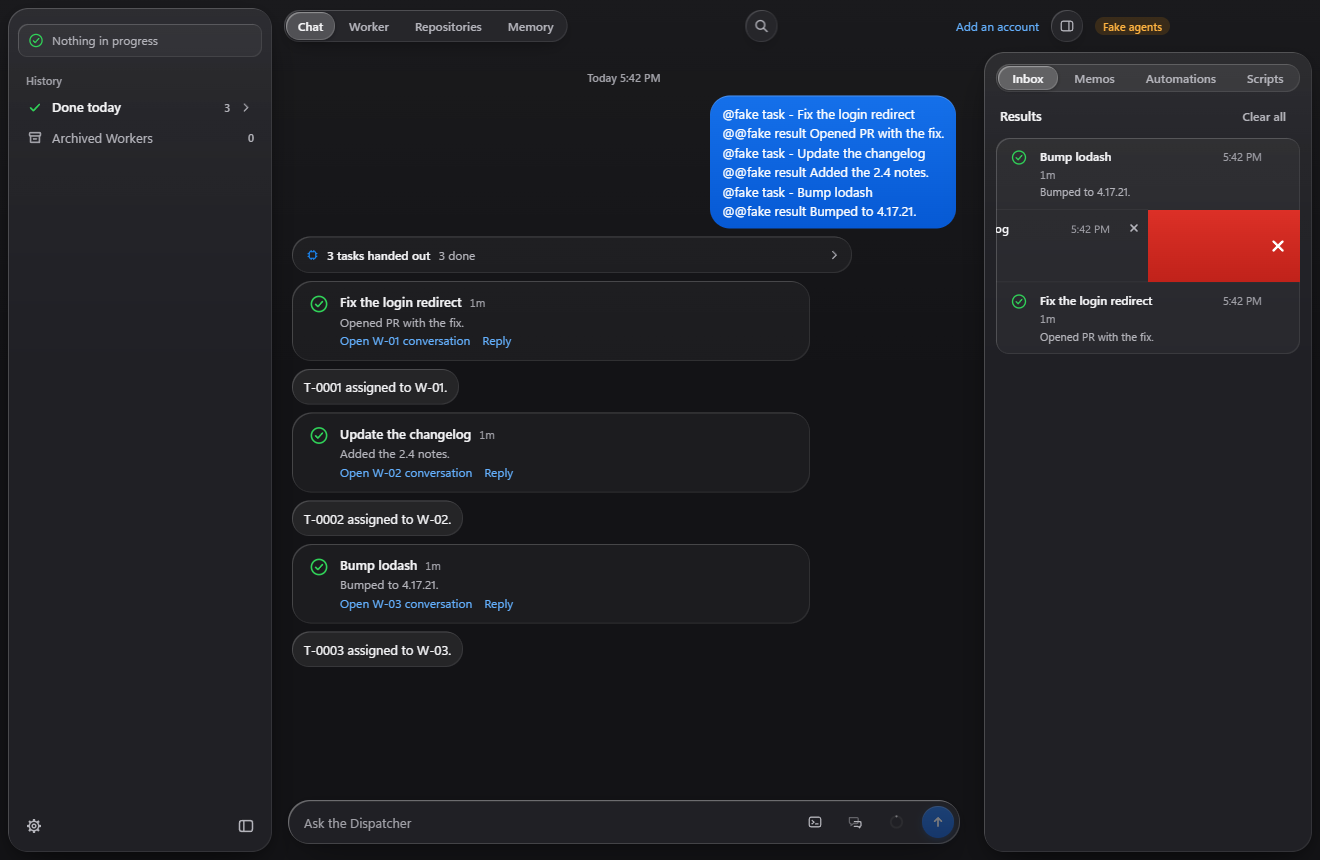 Nothing in progress
History
Done today 3
Archived Workers 0
Chat Worker Repositories Memory
Add an account
Fake agents
Today 5:42 PM
@fake task - Fix the login redirect
@@fake result Opened PR with the fix.
@fake task - Update the changelog
@@fake result Added the 2.4 notes.
@fake task - Bump lodash
@@fake result Bumped to 4.17.21.
3 tasks handed out 3 done
Fix the login redirect 1m
Opened PR with the fix.
Open W-01 conversation Reply
T-0001 assigned to W-01.
Update the changelog 1m
Added the 2.4 notes.
Open W-02 conversation Reply
T-0002 assigned to W-02.
Bump lodash 1m
Bumped to 4.17.21.
Open W-03 conversation Reply
T-0003 assigned to W-03.
Ask the Dispatcher
Inbox Memos Automations Scripts
Results Clear all
Bump lodash 5:42 PM
1m
Bumped to 4.17.21.
og 5:42 PM
Fix the login redirect 5:42 PM
1m
Opened PR with the fix.